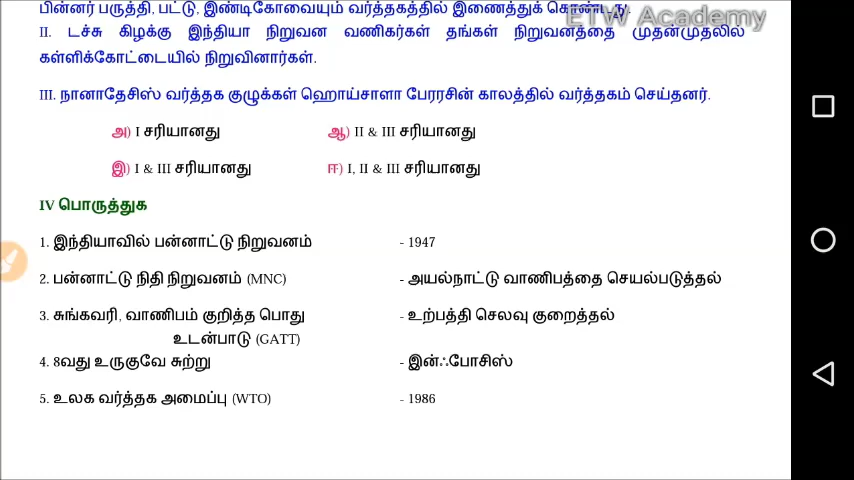 பின்னர் பருத்தி, பட்டு, இண்டிகோவையும் வர்த்தகத்தில் இணைத்துக் கொண்டது.
ETW Academy
II. டச்சு கிழக்கு இந்தியா நிறுவன வணிகர்கள் தங்கள் நிறுவனத்தை முதன்முதலில்
கள்ளிக்கோட்டையில் நிறுவினார்கள்.
III. நானாதேசிஸ் வர்த்தக குழுக்கள் ஹொய்சாலா பேரரசின் காலத்தில் வர்த்தகம் செய்தனர்.
அ) I சரியானது ஆ) II & III சரியானது
இ) I & III சரியானது ஈ) I, II & III சரியானது
IV பொருத்துக
1. இந்தியாவில் பன்னாட்டு நிறுவனம் - 1947
2. பன்னாட்டு நிதி நிறுவனம் (MNC) - அயல்நாட்டு வாணிபத்தை செயல்படுத்தல்
3. சுங்கவரி, வாணிபம் குறித்த பொது - உற்பத்தி செலவு குறைத்தல்
உடன்பாடு (GATT)
4. 8வது உருகுவே சுற்று - இன்ஃபோசிஸ்
5. உலக வர்த்தக அமைப்பு (WTO) - 1986